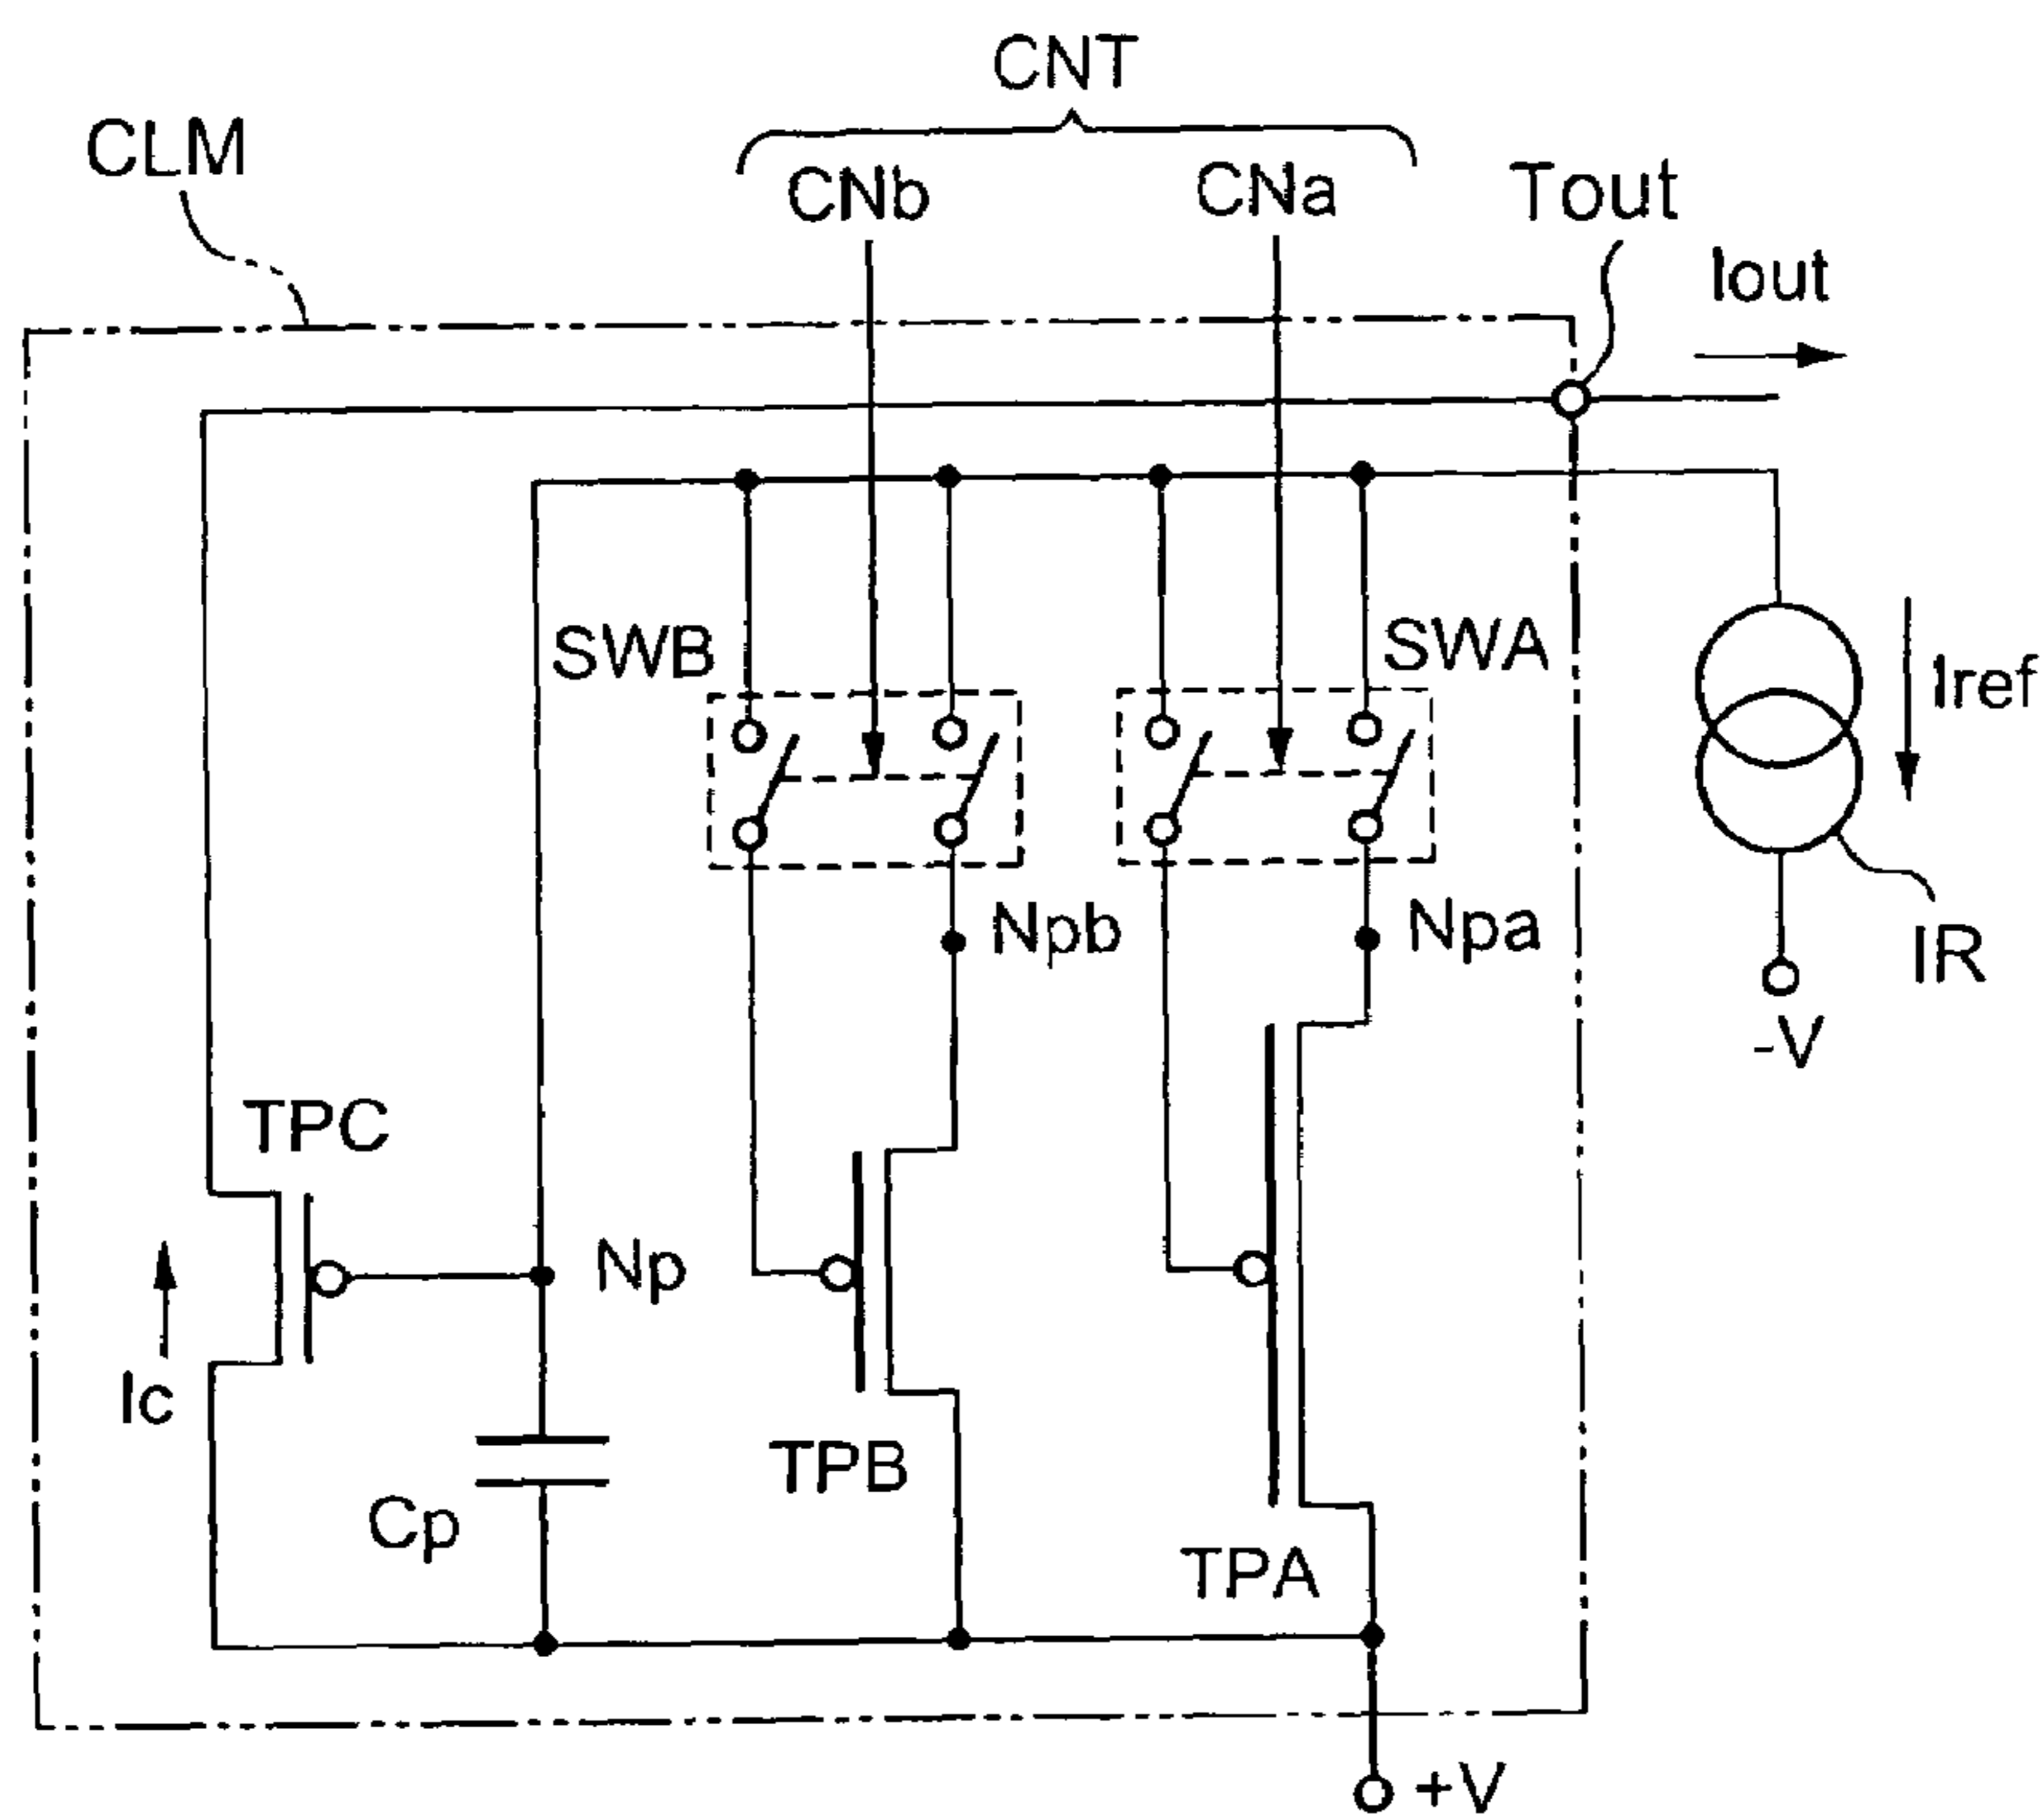 CNT
CLM
CNb
CNa
Tout
Iout
SWB
SWA
Iref
Npb
Npa
IR
-V
TPC
Np
Ic
TPB
Cp
TPA
+V